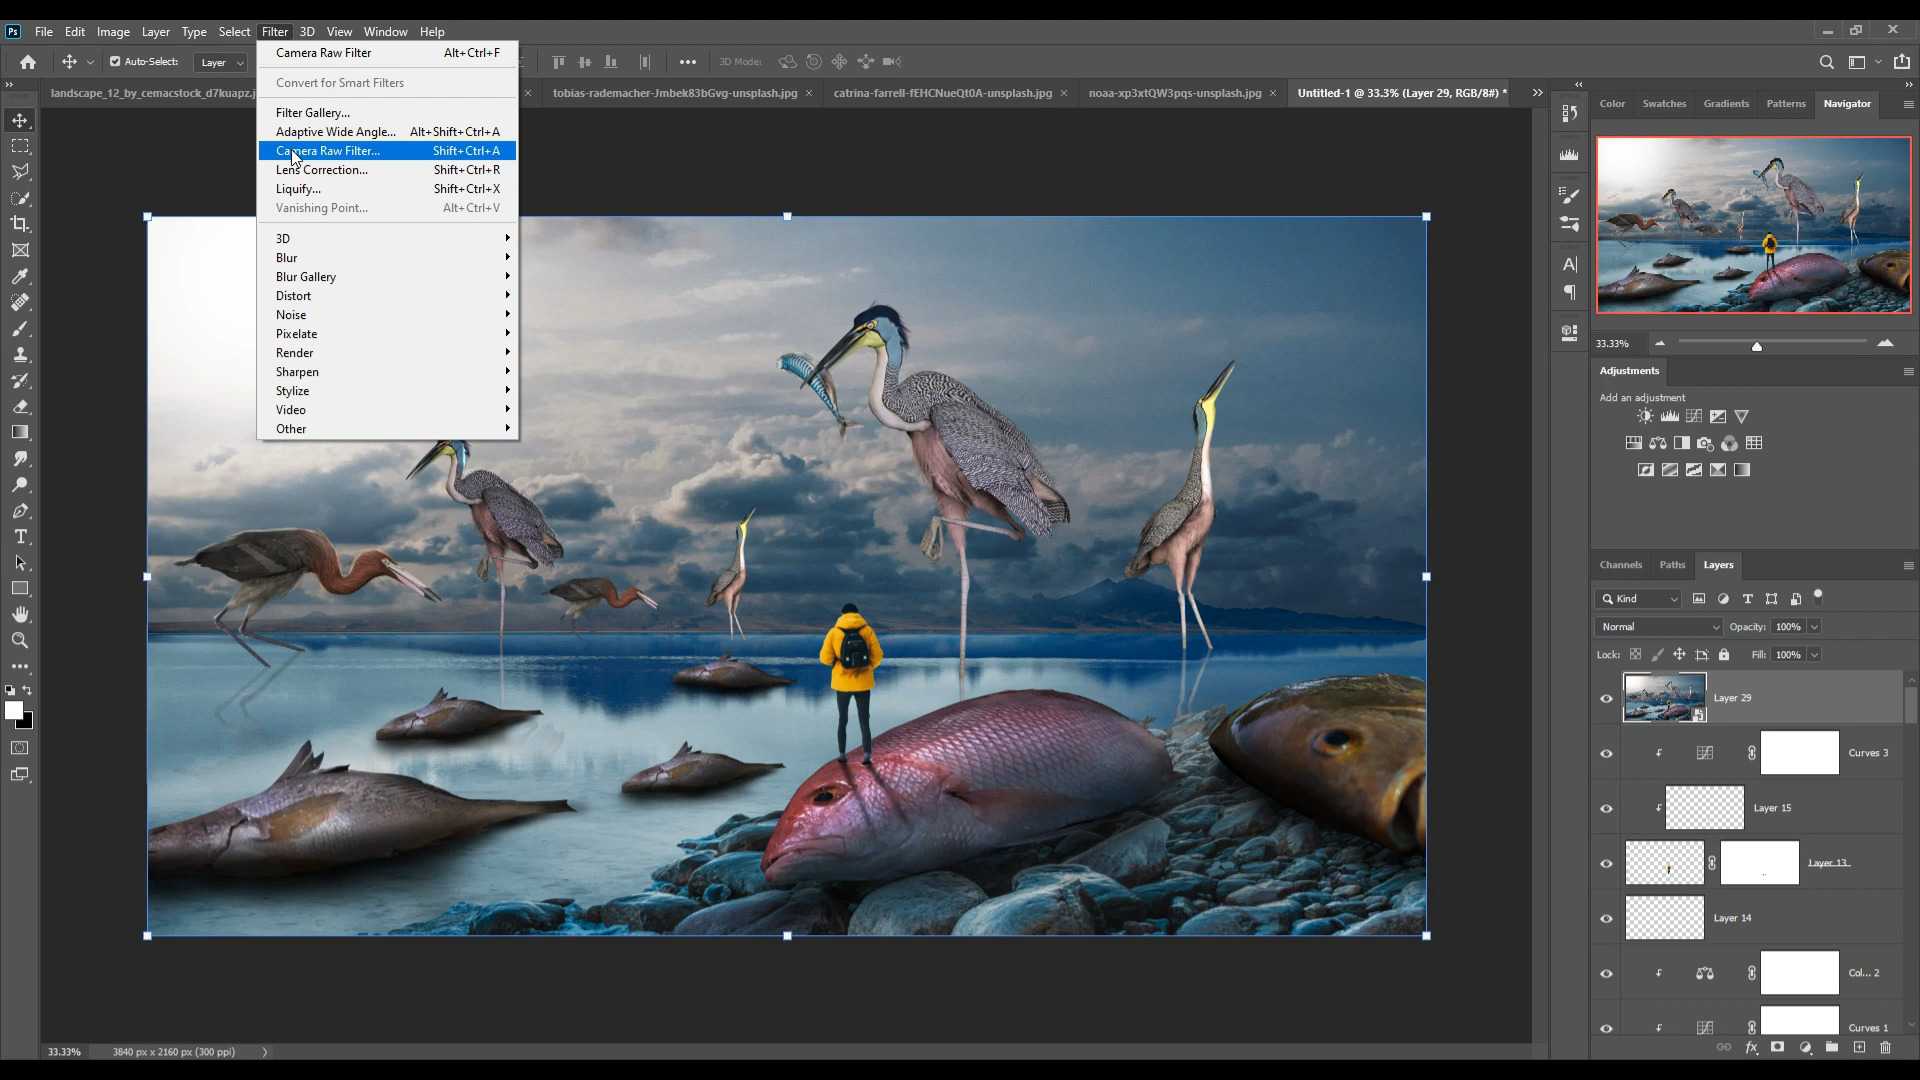 Ps File Edit Image Layer Type Select Filter 3D View Window Help
Auto-Select: Layer 3D Mode:
landscape_12_by_cemacstock_d7kuapz.j tobias-rademacher-Jmbek83bGvg-unsplash.jpg catrina-farrell-fEHCNueQt0A-unsplash.jpg noaa-xp3xtQW3pqs-unsplash.jpg Untitled-1 @ 33.3% (Layer 29, RGB/8#) *
Camera Raw Filter Alt+Ctrl+F
Convert for Smart Filters
Filter Gallery...
Adaptive Wide Angle... Alt+Shift+Ctrl+A
Camera Raw Filter... Shift+Ctrl+A
Lens Correction... Shift+Ctrl+R
Liquify... Shift+Ctrl+X
Vanishing Point... Alt+Ctrl+V
3D
Blur
Blur Gallery
Distort
Noise
Pixelate
Render
Sharpen
Stylize
Video
Other
Color Swatches Gradients Patterns Navigator
33.33%
Adjustments
Add an adjustment
Channels Paths Layers
Kind
Normal Opacity: 100%
Lock: Fill: 100%
Layer 29
Curves 3
Layer 15
Layer 13
Layer 14
Col... 2
Curves 1
33.33% 3840 px x 2160 px (300 ppi)